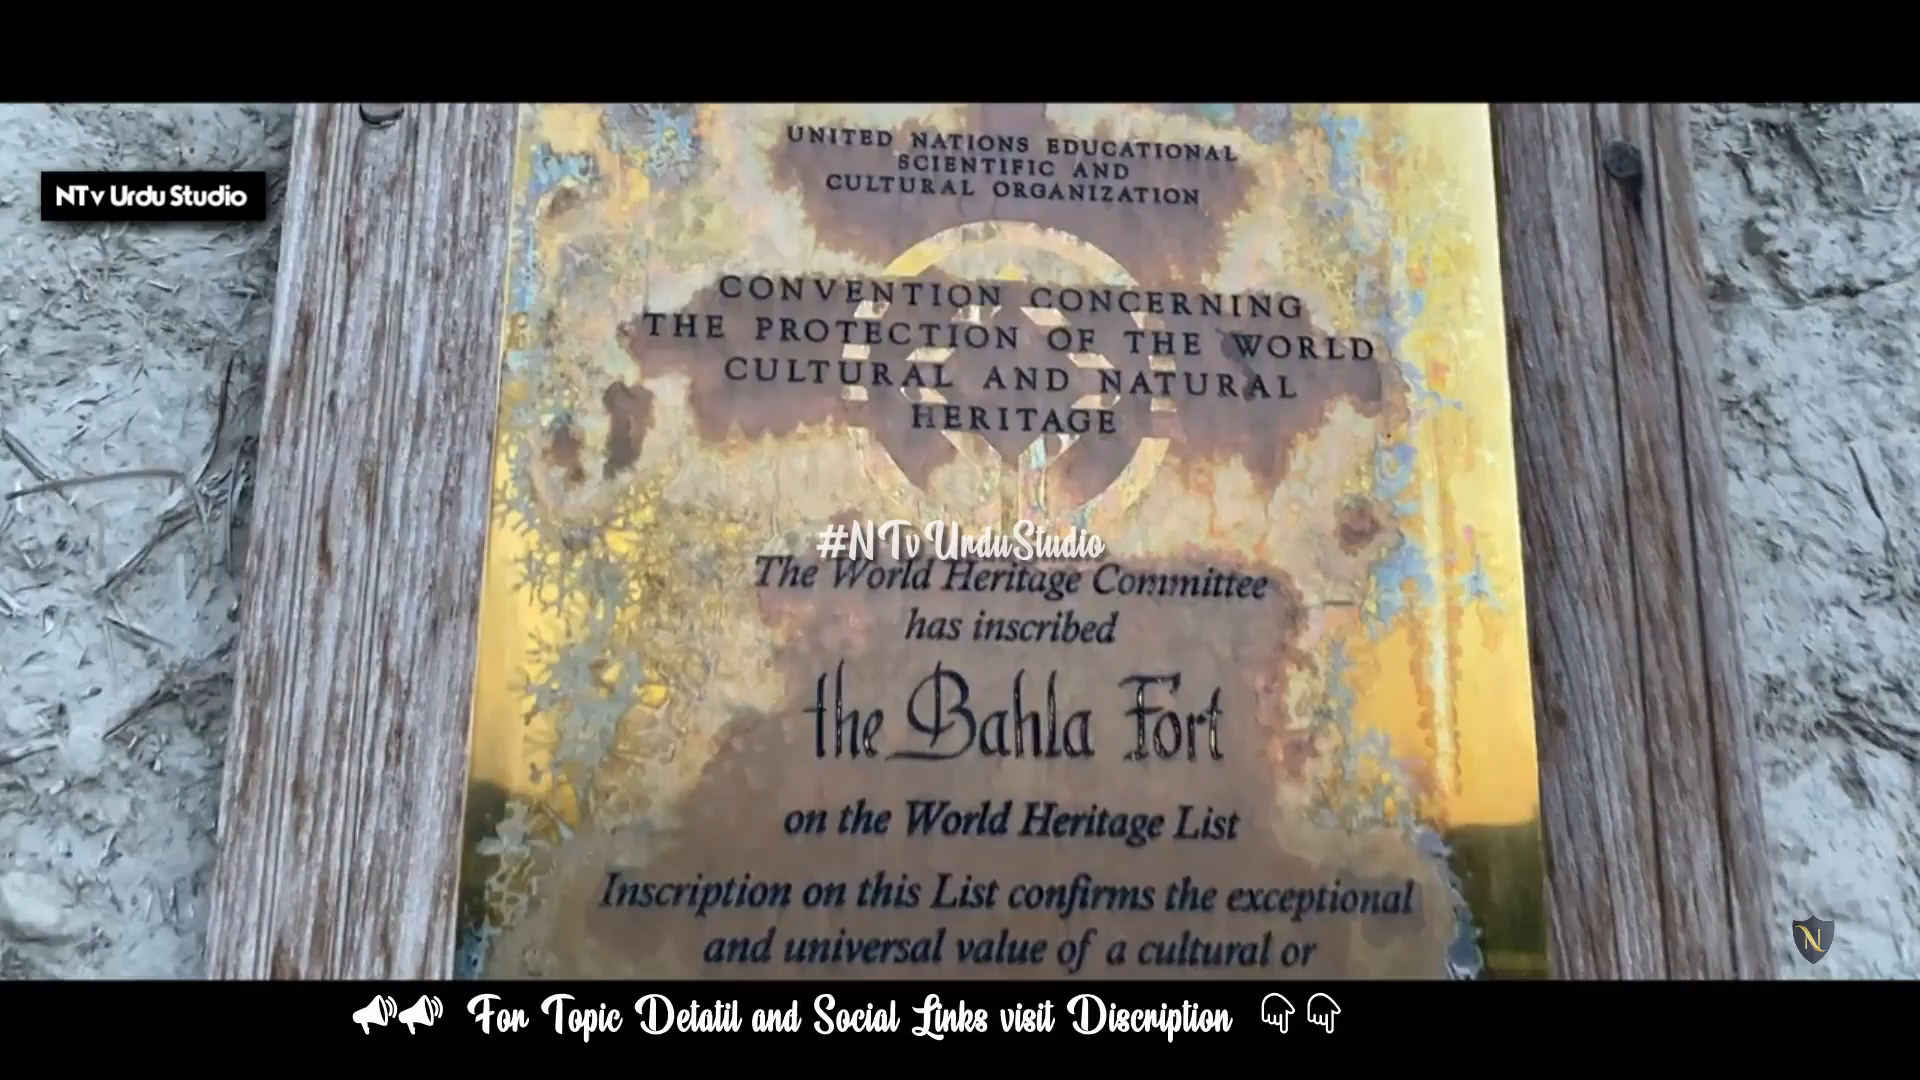 UNITED NATIONS EDUCATIONAL
SCIENTIFIC AND
CULTURAL ORGANIZATION
NTv Urdu Studio
CONVENTION CONCERNING
THE PROTECTION OF THE WORLD
CULTURAL AND NATURAL
HERITAGE
#NTvUrduStudio
The World Heritage Committee
has inscribed
the Bahla Fort
on the World Heritage List
Inscription on this List confirms the exceptional
and universal value of a cultural or
N
For Topic Detatil and Social Links visit Discription